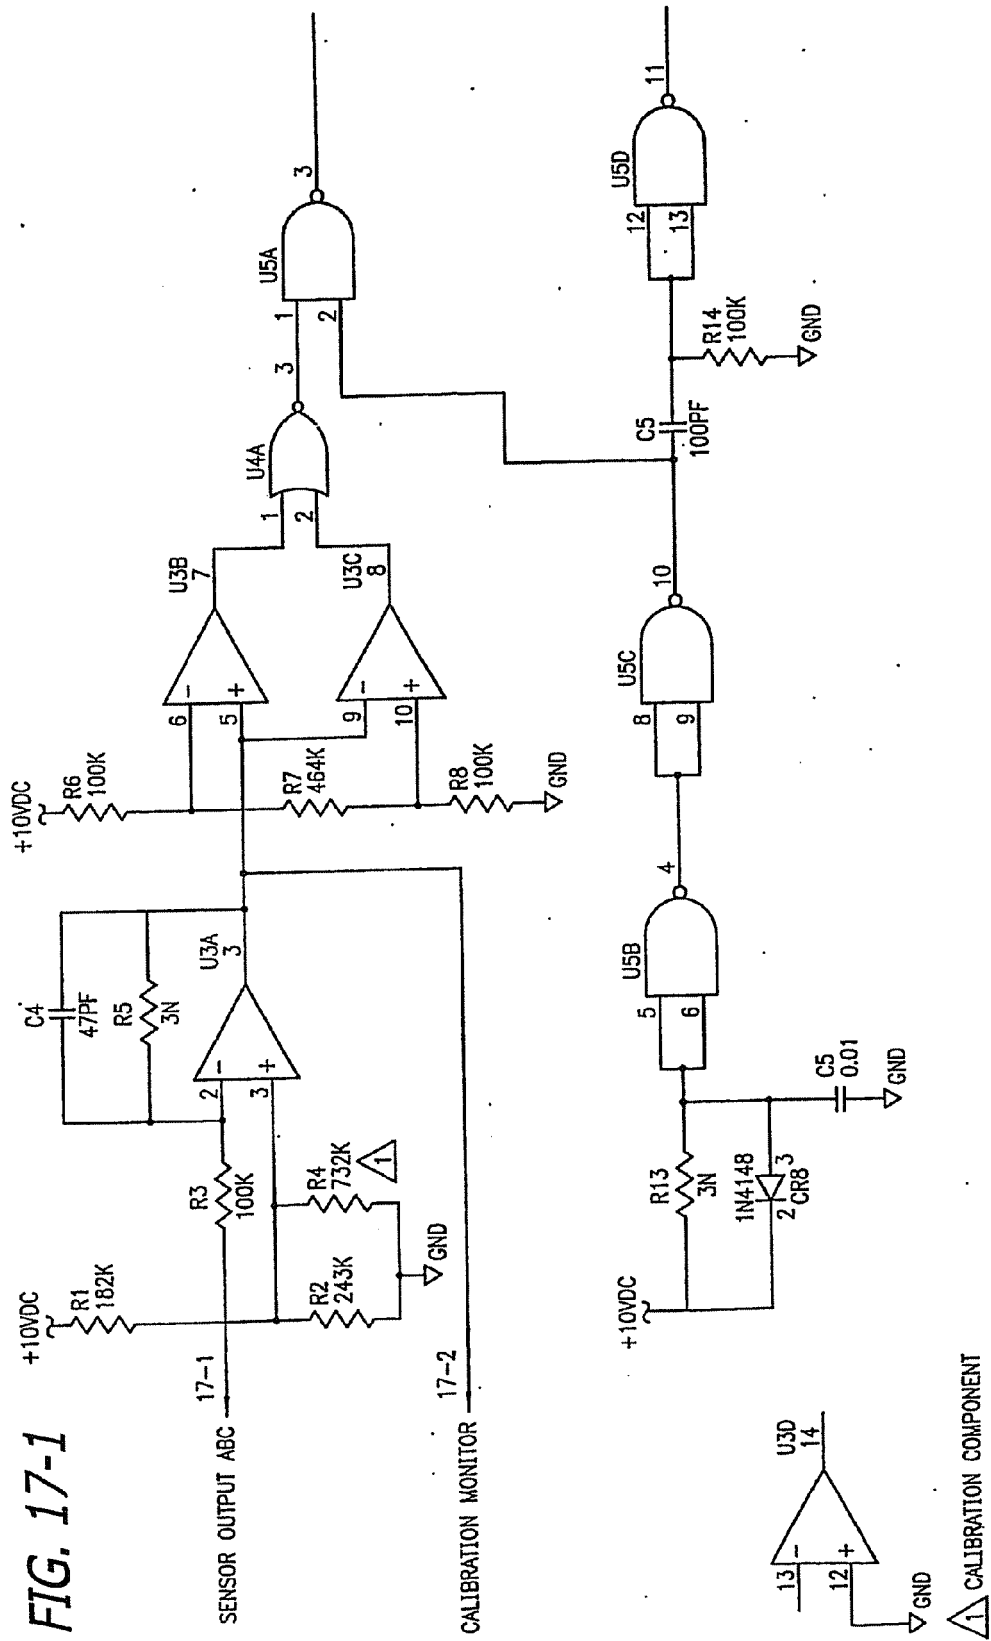 FIG. 17-1
+10VDC
R1
182K
SENSOR OUTPUT ABC
17-1
R3
100K
R2
243K
R4
732K
1
GND
C4
47PF
R5
3N
2
3
-
+
U3A
3
CALIBRATION MONITOR
17-2
+10VDC
R6
100K
R7
464K
R8
100K
GND
6
5
-
+
U3B
7
9
10
-
+
U3C
8
1
2
U4A
3
1
2
U5A
3
+10VDC
R13
3N
1N4148
2
3
CR8
C5
0.01
GND
5
6
U5B
4
8
9
U5C
10
C5
100PF
R14
100K
GND
12
13
U5D
11
13
12
-
+
U3D
14
GND
1
CALIBRATION COMPONENT